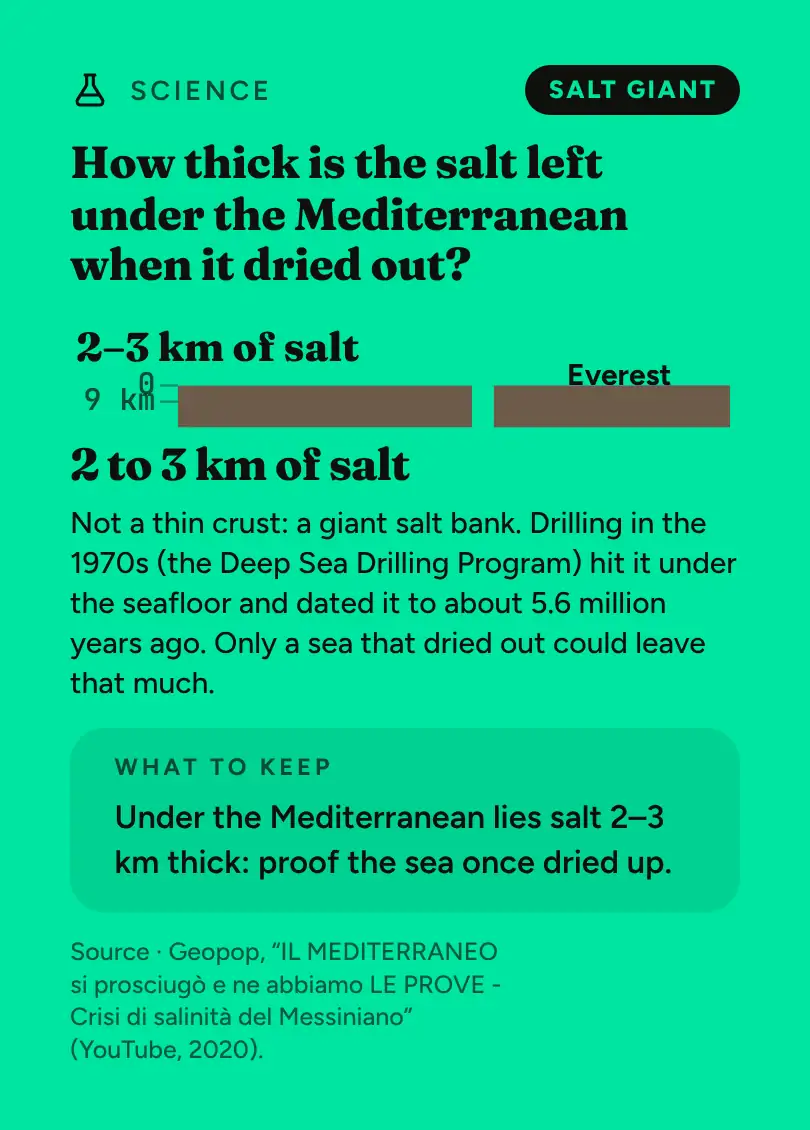 SCIENCE
SALT GIANT
How thick is the salt left
under the Mediterranean
when it dried out?
2–3 km of salt
Everest
0
9 km
2 to 3 km of salt
Not a thin crust: a giant salt bank. Drilling in the
1970s (the Deep Sea Drilling Program) hit it under
the seafloor and dated it to about 5.6 million
years ago. Only a sea that dried out could leave
that much.
WHAT TO KEEP
Under the Mediterranean lies salt 2–3
km thick: proof the sea once dried up.
Source · Geopop, “IL MEDITERRANEO
si prosciugò e ne abbiamo LE PROVE -
Crisi di salinità del Messiniano”
(YouTube, 2020).